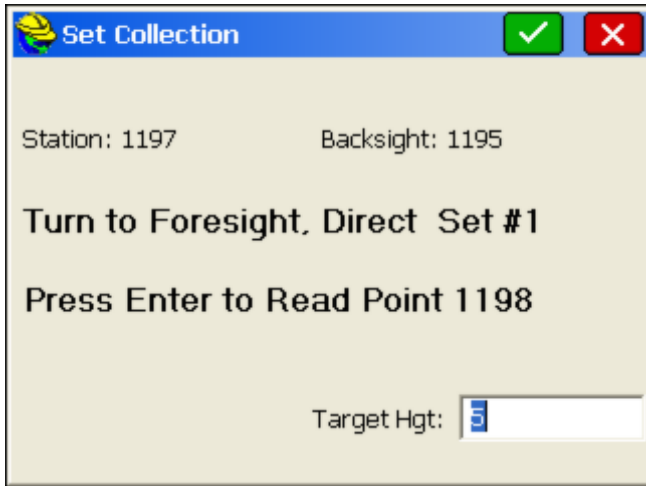 Set Collection
Station: 1197 Backsight: 1195
Turn to Foresight, Direct Set #1
Press Enter to Read Point 1198
Target Hgt: 5